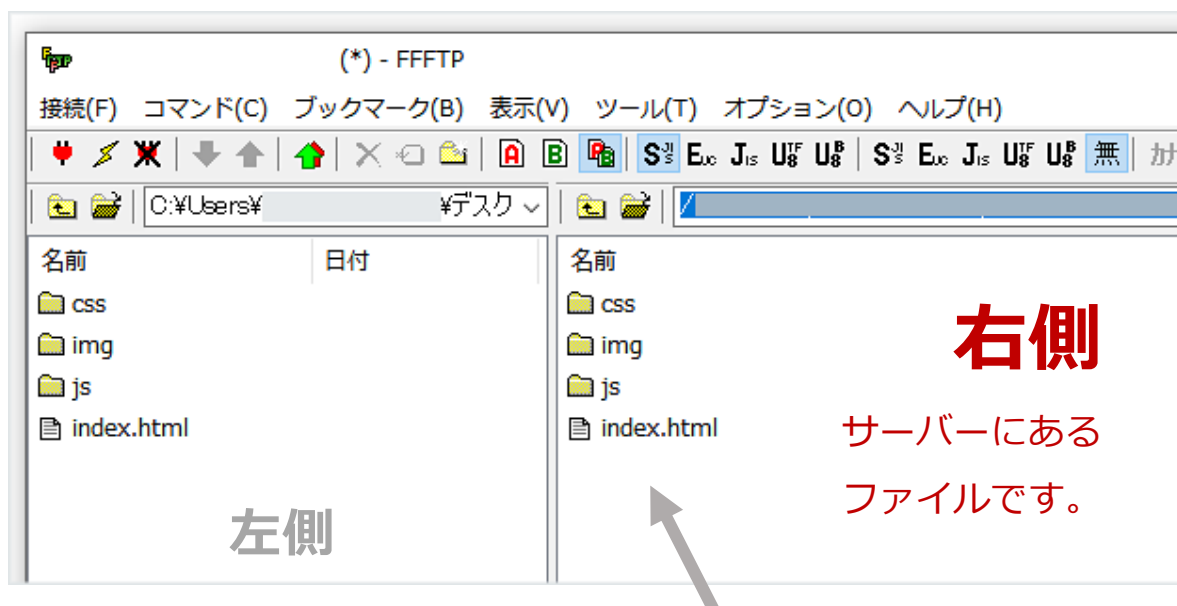 (*) - FFFTP
接続(F) コマンド(C) ブックマーク(B) 表示(V) ツール(T) オプション(O) ヘルプ(H)
A B
C:¥Users¥ ¥デスク
/
名前 日付
css
img
js
index.html
左側
名前
css
img
js
index.html
右側
サーバーにある
ファイルです。